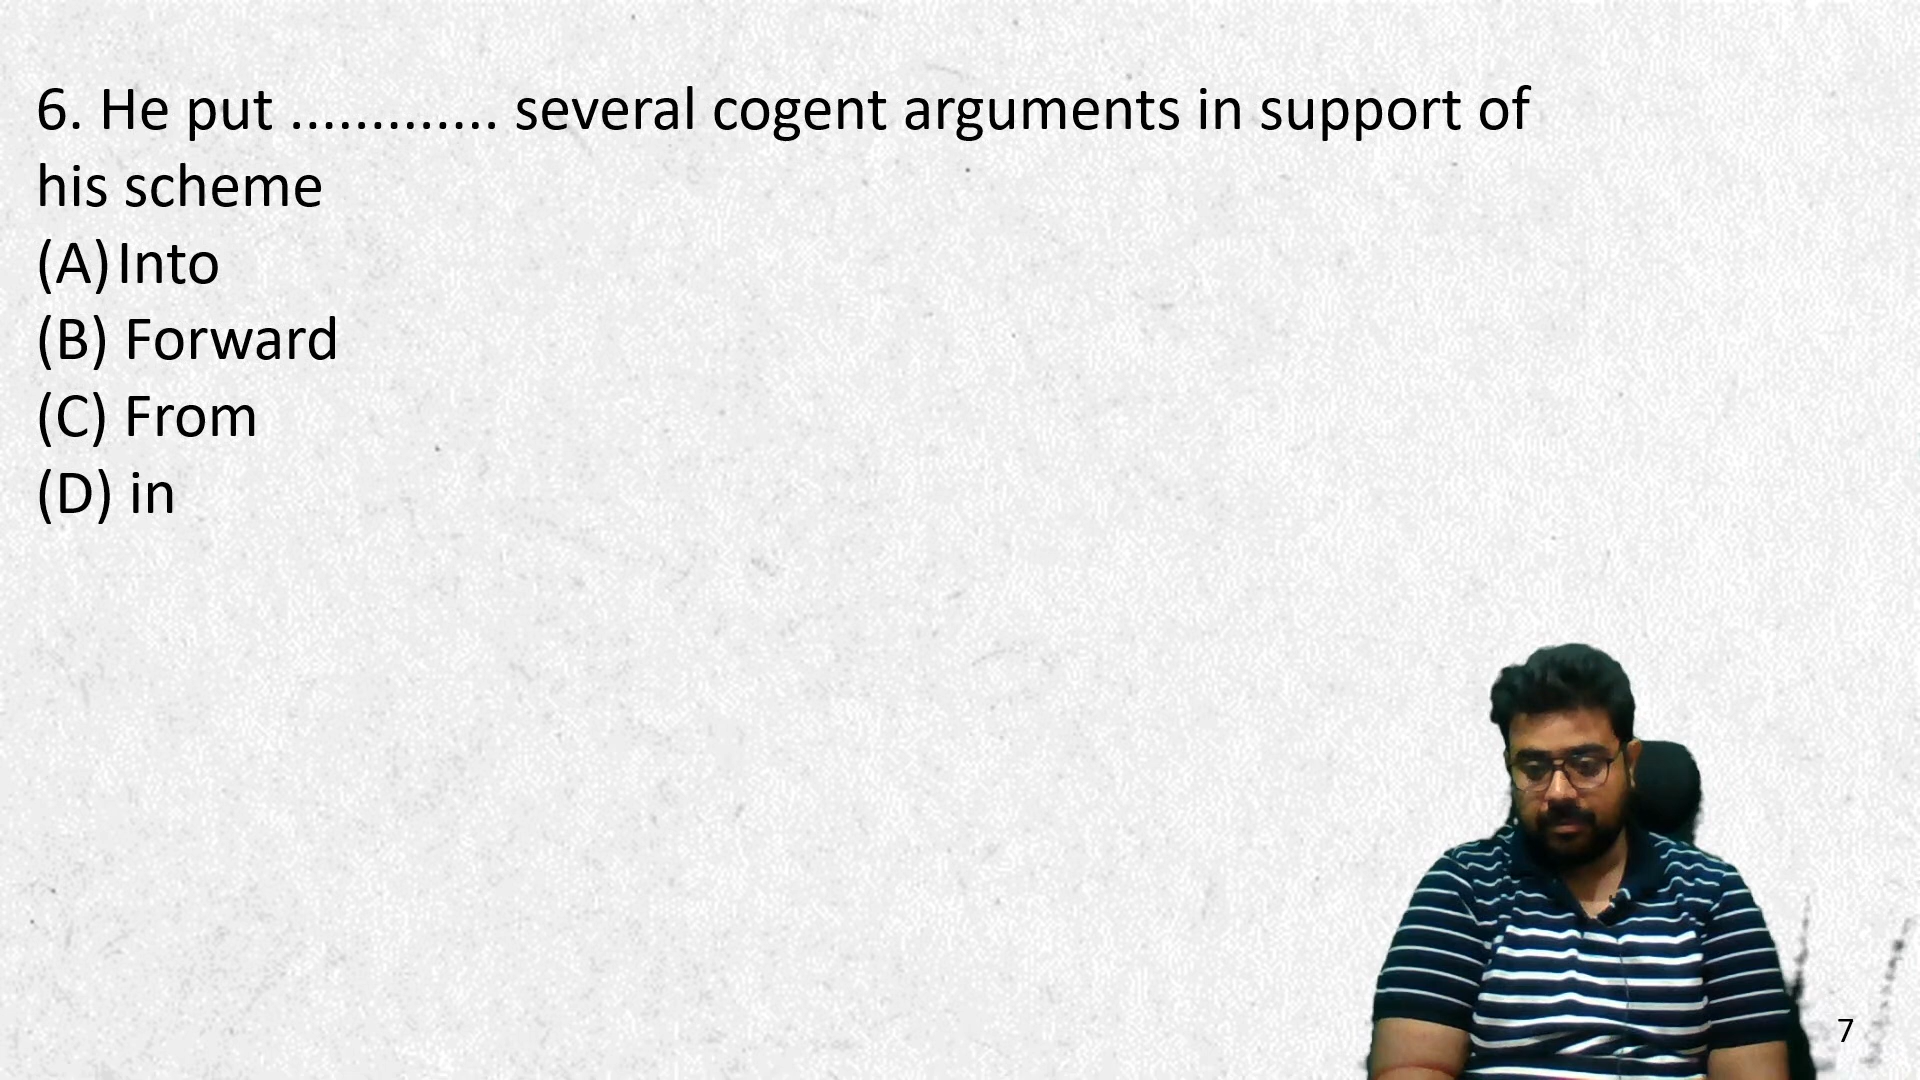 6. He put ............. several cogent arguments in support of
his scheme
(A) Into
(B) Forward
(C) From
(D) in
7